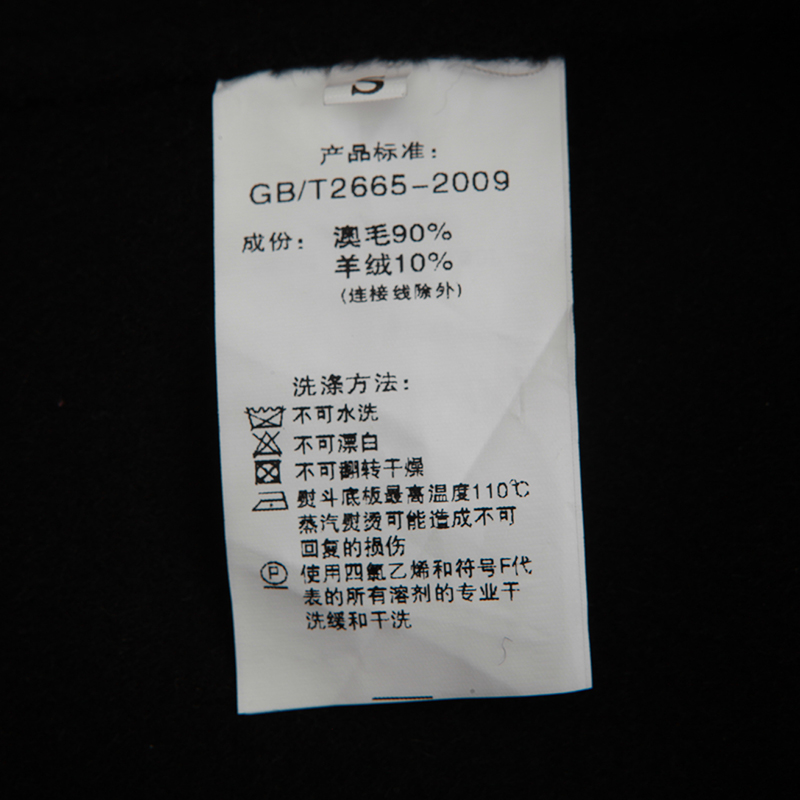 S
产品标准：
GB/T2665-2009
成份： 澳毛90%
羊绒10%
(连接线除外)
洗涤方法：
不可水洗
不可漂白
不可翻转干燥
熨斗底板最高温度110℃
蒸汽熨烫可能造成不可
回复的损伤
P 使用四氯乙烯和符号F代
表的所有溶剂的专业干
洗缓和干洗